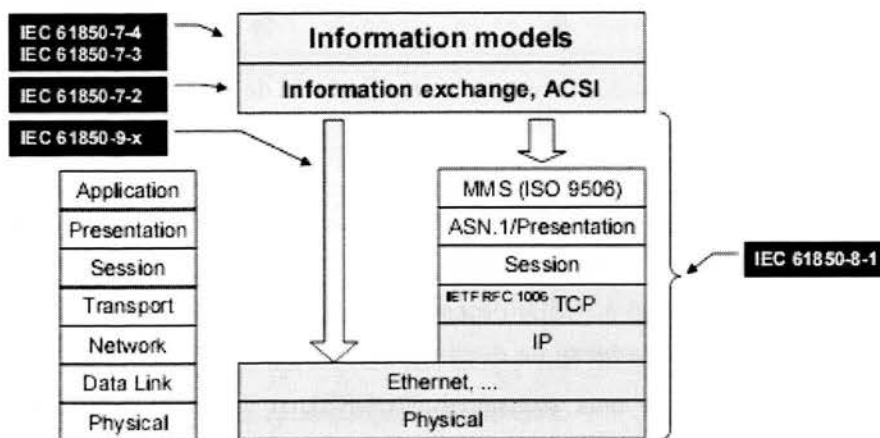 IEC 61850-7-4
IEC 61850-7-3
Information models
IEC 61850-7-2
Information exchange, ACSI
IEC 61850-9-x
Application
Presentation
Session
Transport
Network
Data Link
Physical
MMS (ISO 9506)
ASN.1/Presentation
Session
IETF RFC 1006 TCP
IP
Ethernet, ...
Physical
IEC 61850-8-1